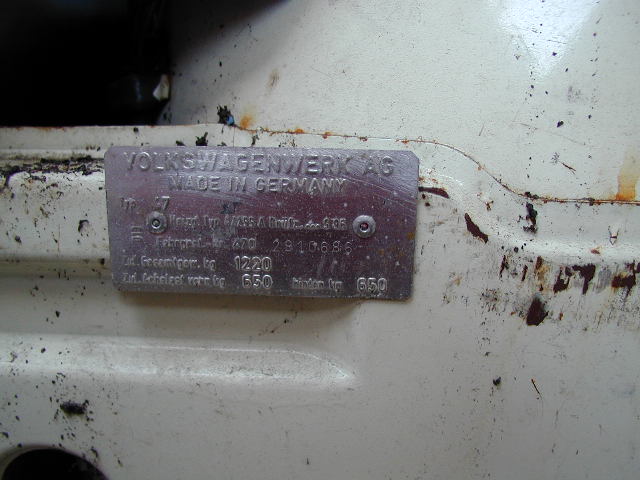 VOLKSWAGENWERK AG
MADE IN GERMANY
Typ 47
Fahrgest.-Nr. 470 2910686
Zul. Gesamtgew. kg 1220
Zul. Achslast vorn kg 630 hinten kg 650